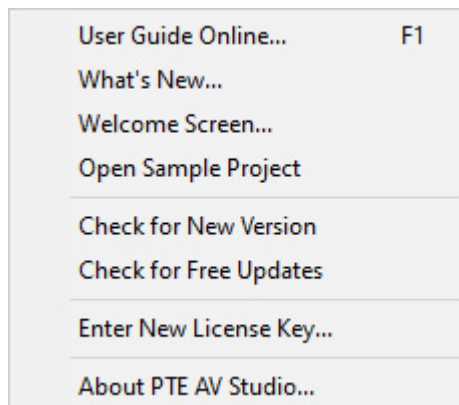 User Guide Online... F1
What's New...
Welcome Screen...
Open Sample Project
Check for New Version
Check for Free Updates
Enter New License Key...
About PTE AV Studio...